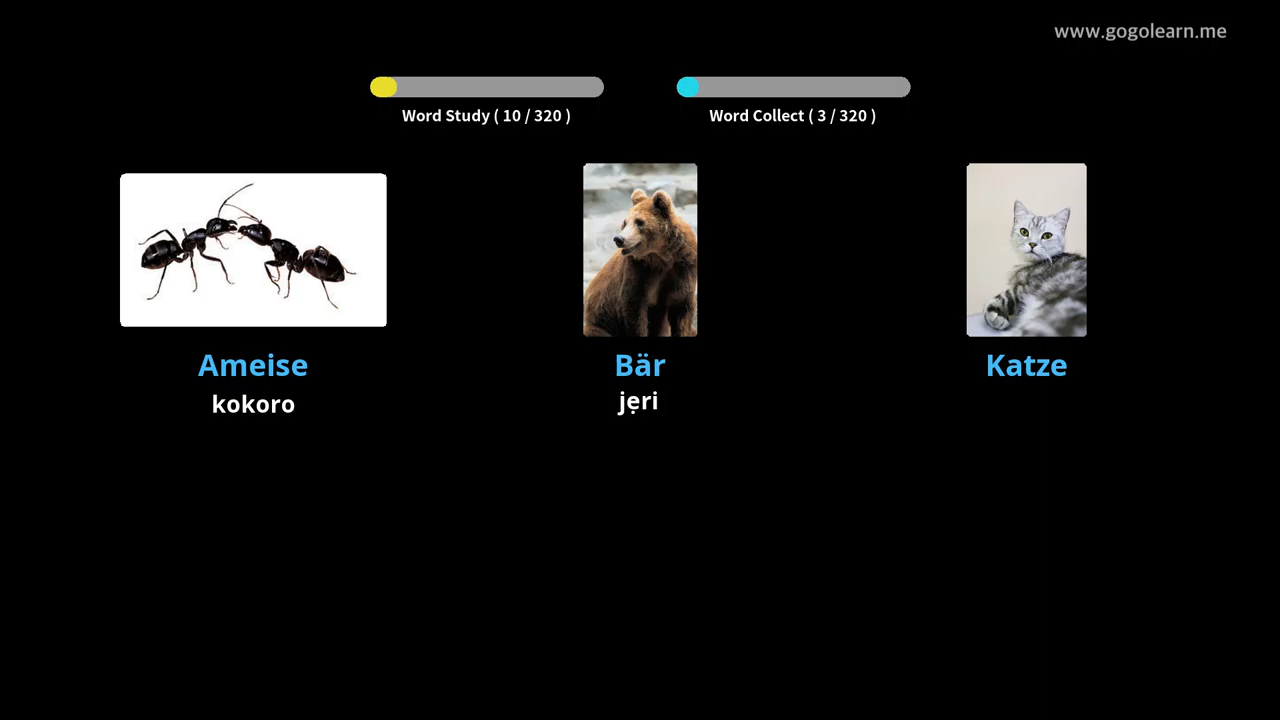 www.gogolearn.me
Word Study ( 10 / 320 )
Word Collect ( 3 / 320 )
Ameise
kokoro
Bär
jẹri
Katze